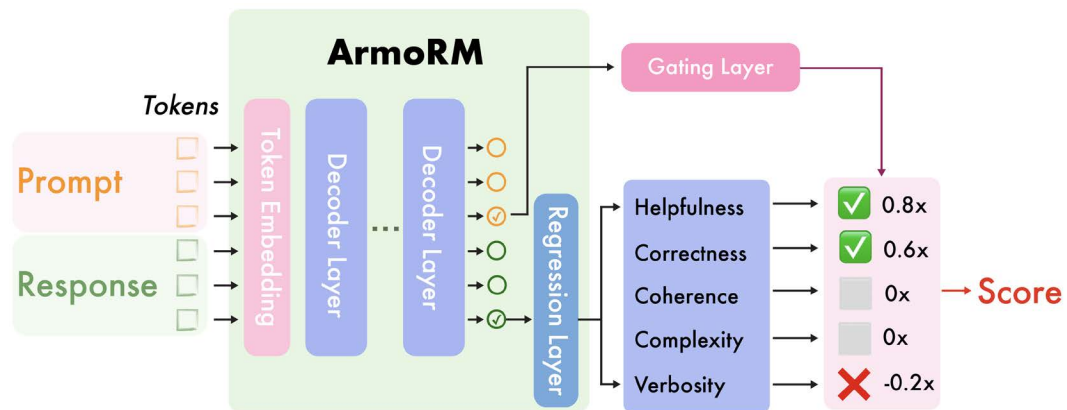 ArmoRM
Gating Layer
Tokens
Prompt
Response
Token Embedding
Decoder Layer
...
Decoder Layer
Regression Layer
Helpfulness
Correctness
Coherence
Complexity
Verbosity
0.8x
0.6x
0x
0x
-0.2x
Score